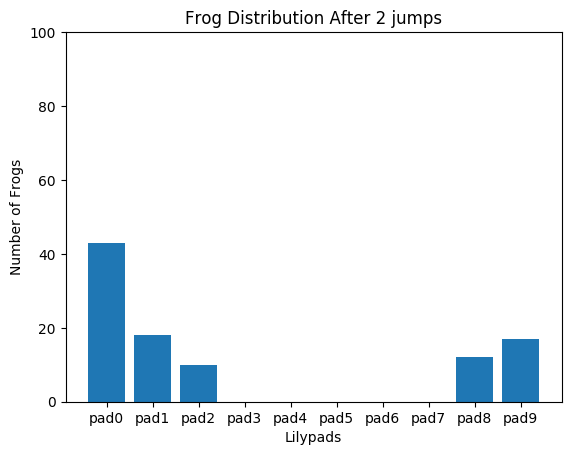 Frog Distribution After 2 jumps
100
80
60
40
20
0
Number of Frogs
pad0 pad1 pad2 pad3 pad4 pad5 pad6 pad7 pad8 pad9
Lilypads